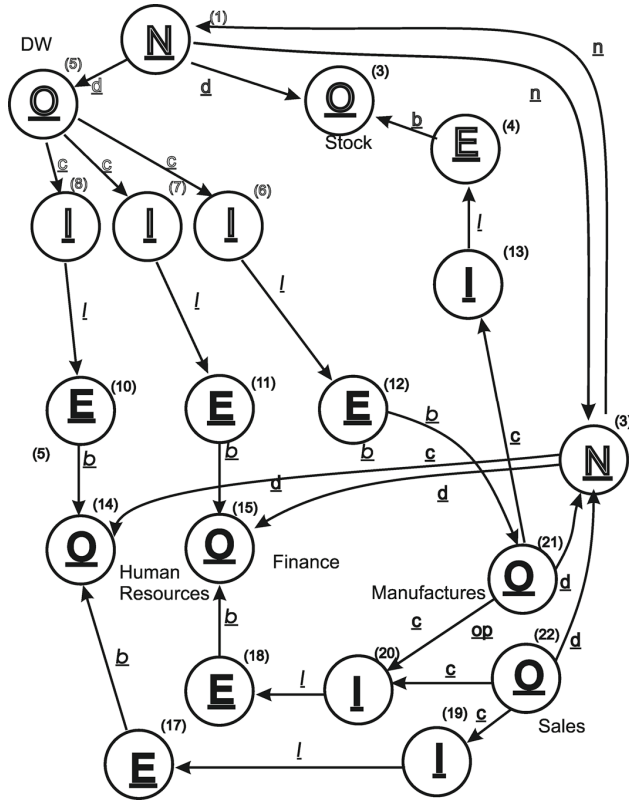 (1)
N
n
DW
(5)
d
d
O
(3)
O
Stock
n
b
(4)
E
c
c
c
(8)
(7)
(6)
I
I
I
l
(13)
I
l
l
l
(10)
E
(11)
E
(12)
E
b
c
(5)
b
b
b
c
(3)
N
d
d
(14)
O
(15)
O
Finance
(21)
O
Human
Resources
Manufactures
d
c
op
(22)
d
b
b
(18)
E
l
(20)
I
c
O
Sales
(17)
E
l
(19)
c
I